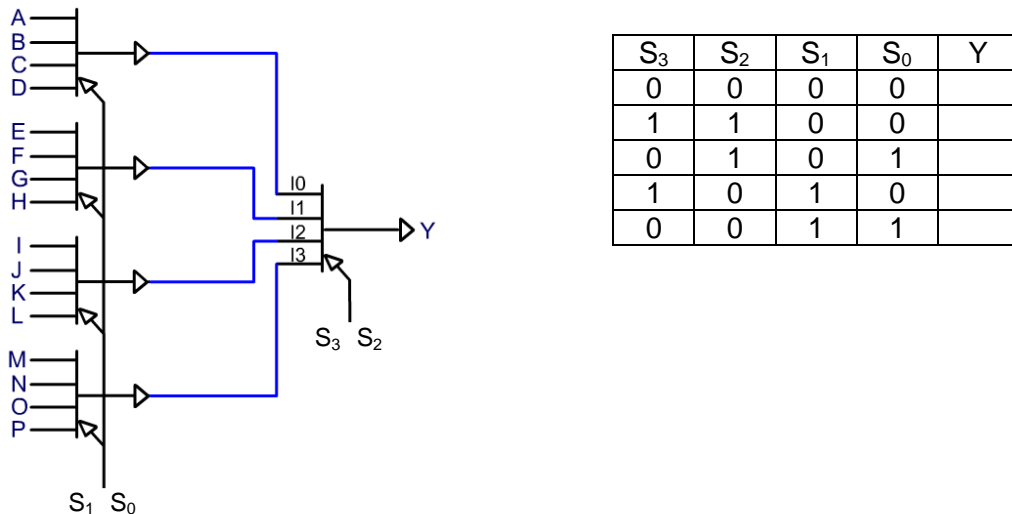 A
B
C
D
E
F
G
H
I
J
K
L
M
N
O
P
S1 S0
I0
I1
I2
I3
Y
S3 S2
S3 S2 S1 S0 Y
0 0 0 0
1 1 0 0
0 1 0 1
1 0 1 0
0 0 1 1